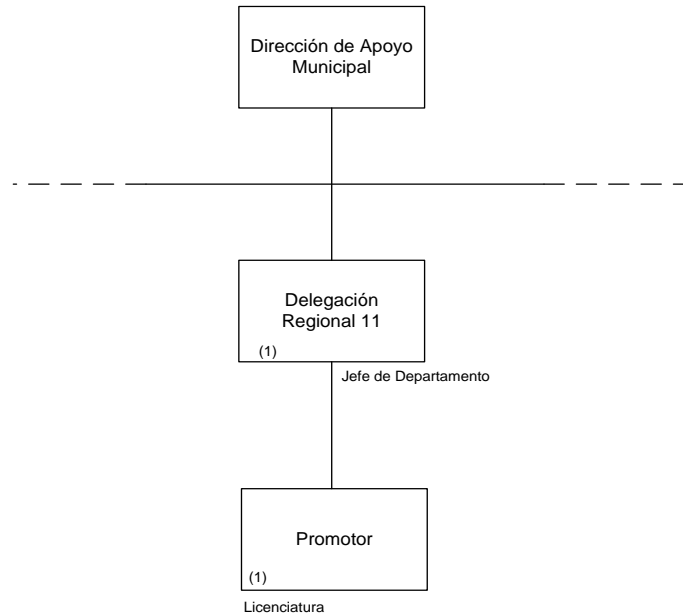 Dirección de Apoyo
Municipal
Delegación
Regional 11
(1)
Jefe de Departamento
Promotor
(1)
Licenciatura